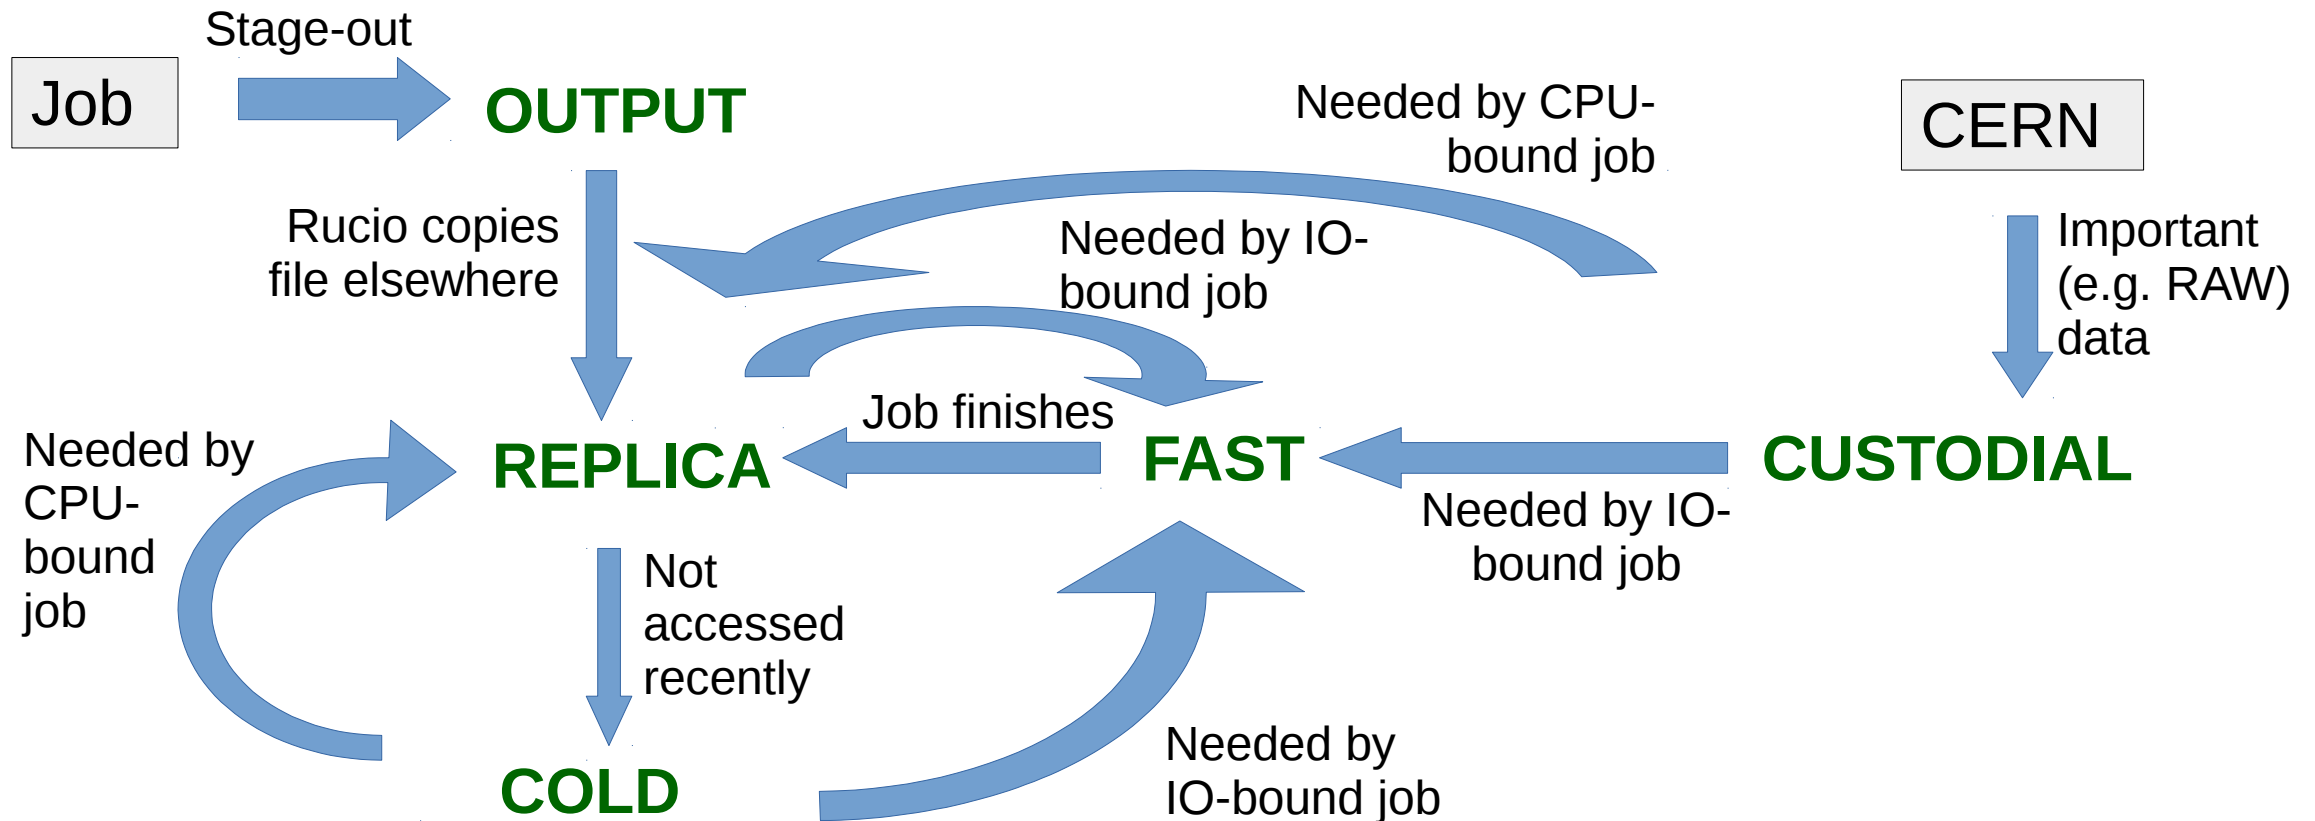 Stage-out
Job
OUTPUT
Needed by CPU-
bound job
CERN
Rucio copies
file elsewhere
Needed by IO-
bound job
Important
(e.g. RAW)
data
Job finishes
Needed by
CPU-
bound
job
REPLICA
FAST
CUSTODIAL
Needed by IO-
bound job
Not
accessed
recently
Needed by
IO-bound job
COLD